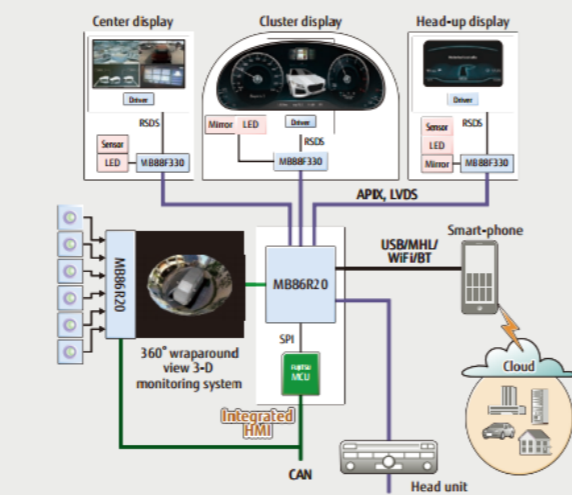 Center display
Cluster display
Head-up display
Driver
Driver
Driver
RSDS
Mirror
LED
RSDS
Sensor
RSDS
Sensor
LED
MB88F330
MB88F330
LED
Mirror
MB88F330
APIX, LVDS
Smart-phone
USB/MHL/
WiFi/BT
MB86R20
MB86R20
SPI
360° wraparound
view 3-D
monitoring system
FUJITSU
MCU
Cloud
Integrated
HMI
CAN
Head unit